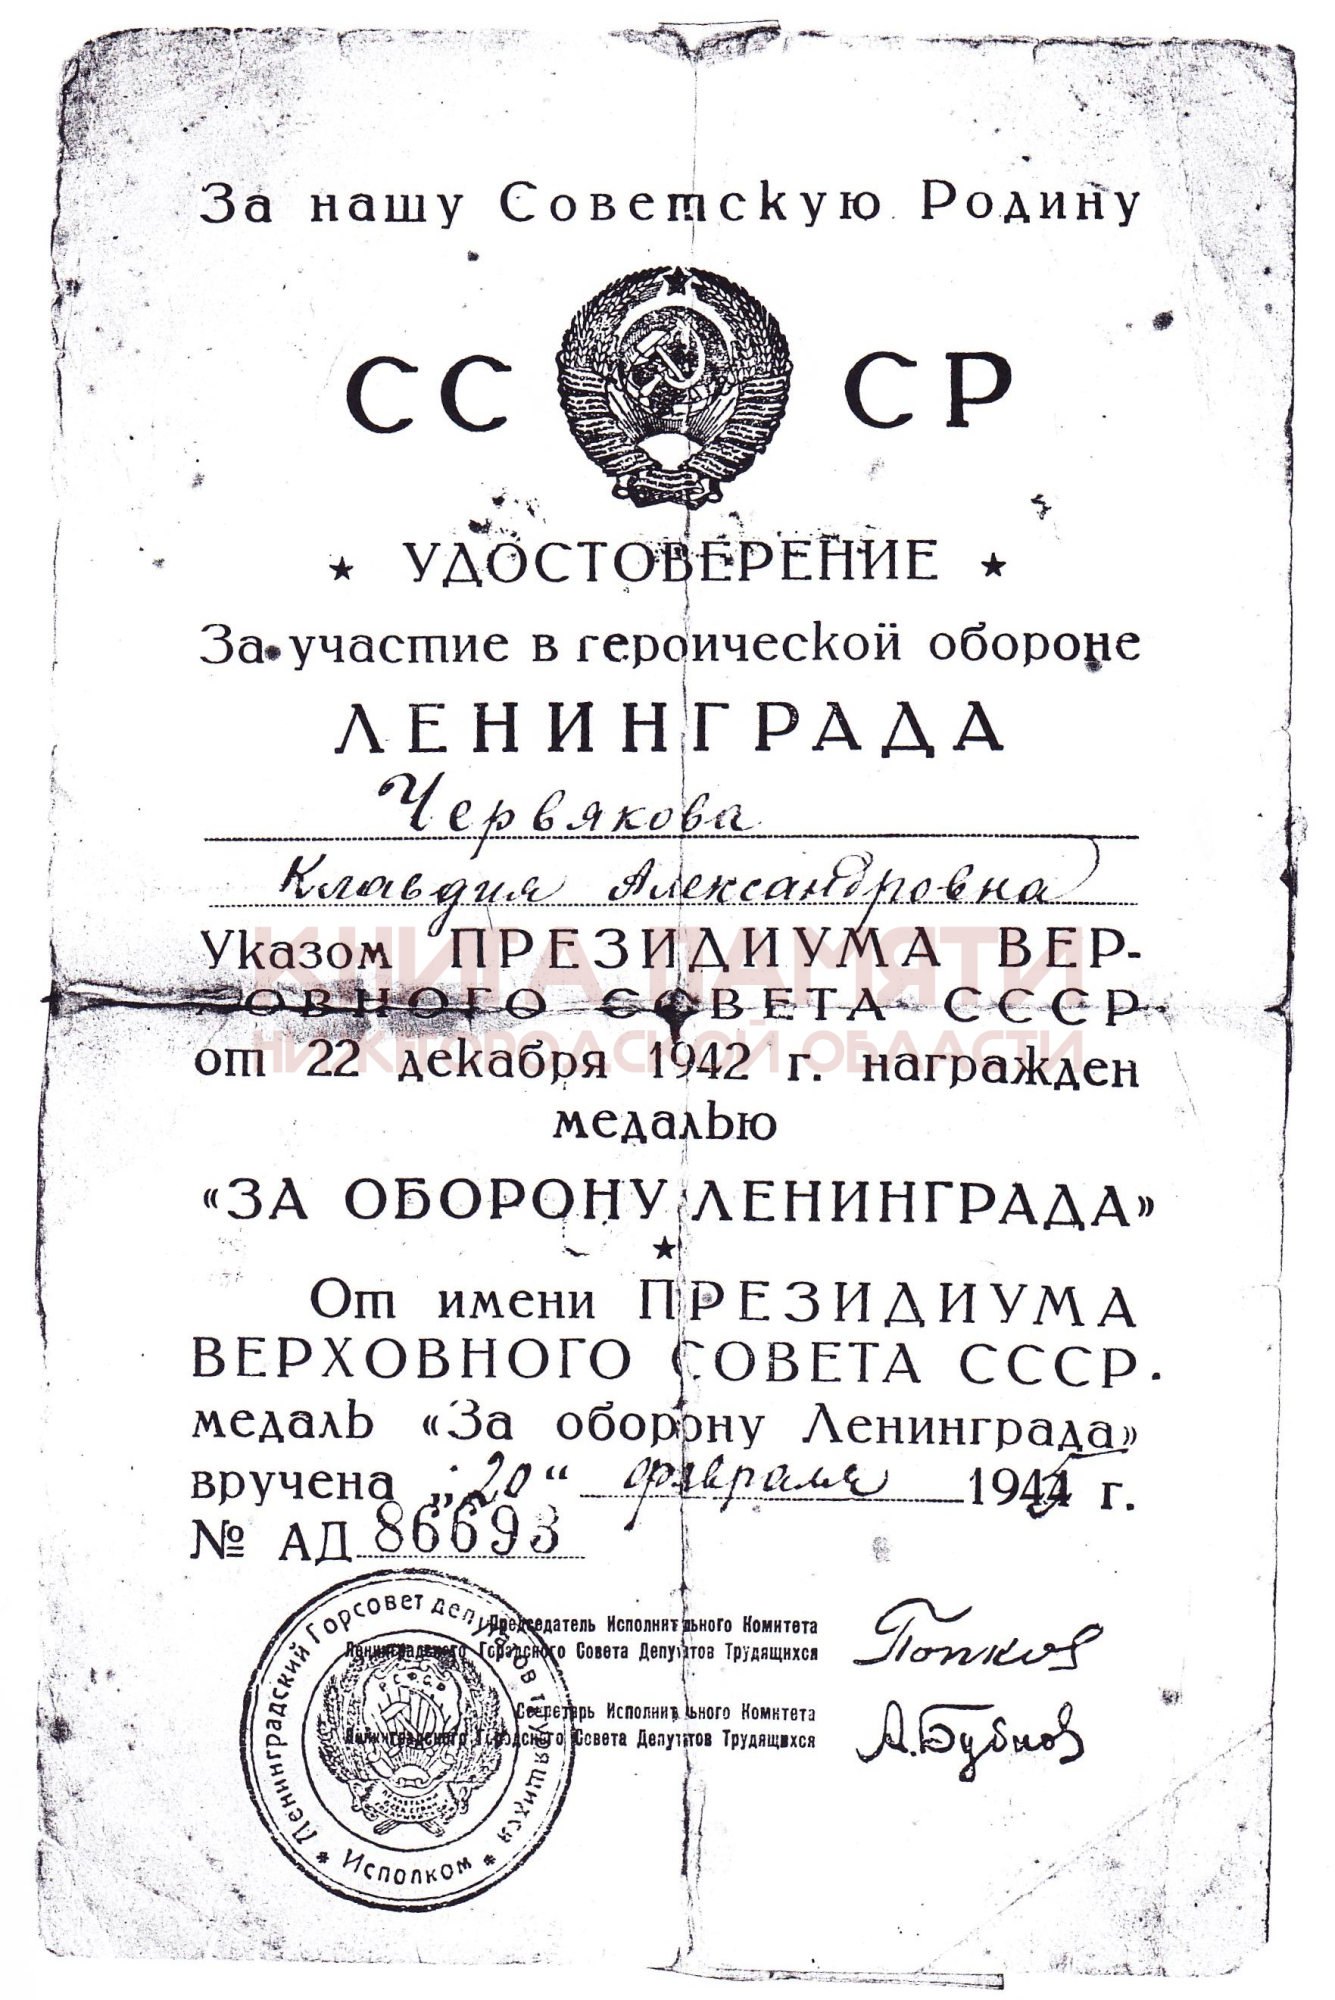 За нашу Советскую Родину
СССР
★ УДОСТОВЕРЕНИЕ ★
За участие в героической обороне
ЛЕНИНГРАДА
Червякова
Клавдия Александровна
Указом ПРЕЗИДИУМА ВЕР-
ХОВНОГО СОВЕТА СССР
от 22 декабря 1942 г. награжден
медалью
«ЗА ОБОРОНУ ЛЕНИНГРАДА»
★
От имени ПРЕЗИДИУМА
ВЕРХОВНОГО СОВЕТА СССР
медаль «За оборону Ленинграда»
вручена „20“ февраля г.
№ АД 86693
Председатель Исполнительного Комитета
Ленинградского Городского Совета Депутатов Трудящихся
Попков
Секретарь Исполнительного Комитета
Ленинградского Городского Совета Депутатов Трудящихся
А.Бубнов
Ленинградский Горсовет депутатов трудящихся
* Исполком *
РСФСР
КНИГА ПАМЯТИ
НИЖЕГОРОДСКОЙ ОБЛАСТИ